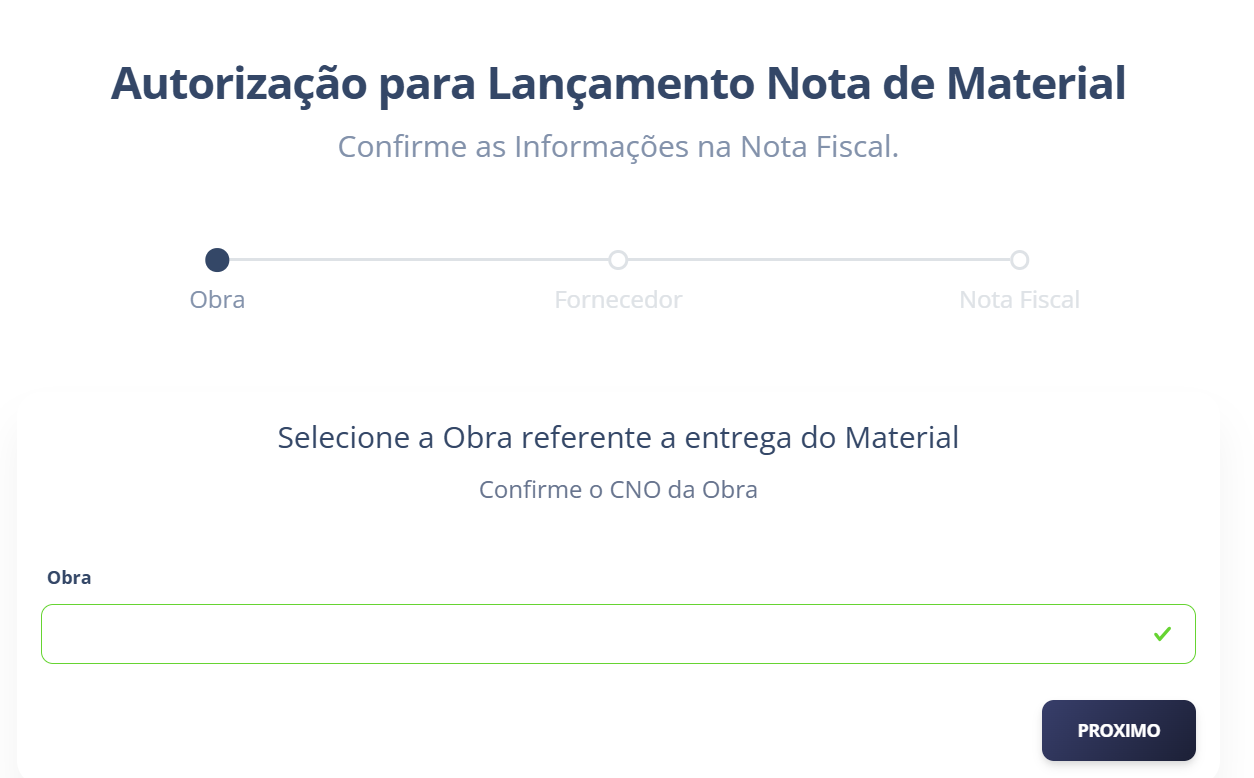 Autorização para Lançamento Nota de Material
Confirme as Informações na Nota Fiscal.
Obra
Fornecedor
Nota Fiscal
Selecione a Obra referente a entrega do Material
Confirme o CNO da Obra
Obra
PROXIMO